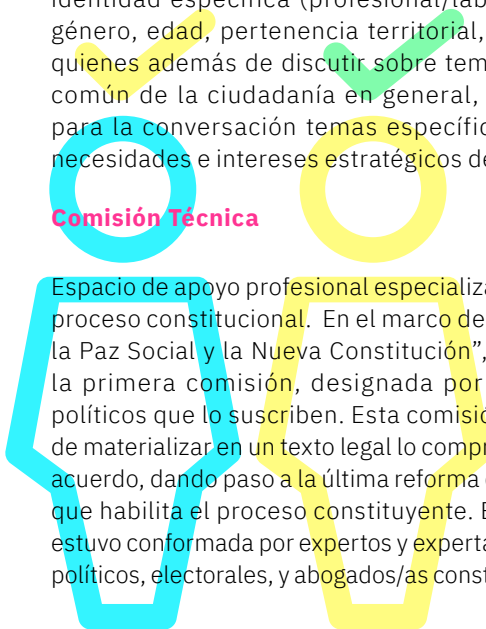 identidad específica (profesional/lab
género, edad, pertenencia territorial,
quienes además de discutir sobre tem
común de la ciudadanía en general,
para la conversación temas específic
necesidades e intereses estratégicos de
Comisión Técnica
Espacio de apoyo profesional especializa
proceso constitucional. En el marco de
la Paz Social y la Nueva Constitución”,
la primera comisión, designada por
políticos que lo suscriben. Esta comisió
de materializar en un texto legal lo compr
acuerdo, dando paso a la última reforma
que habilita el proceso constituyente. E
estuvo conformada por expertos y experta
políticos, electorales, y abogados/as const